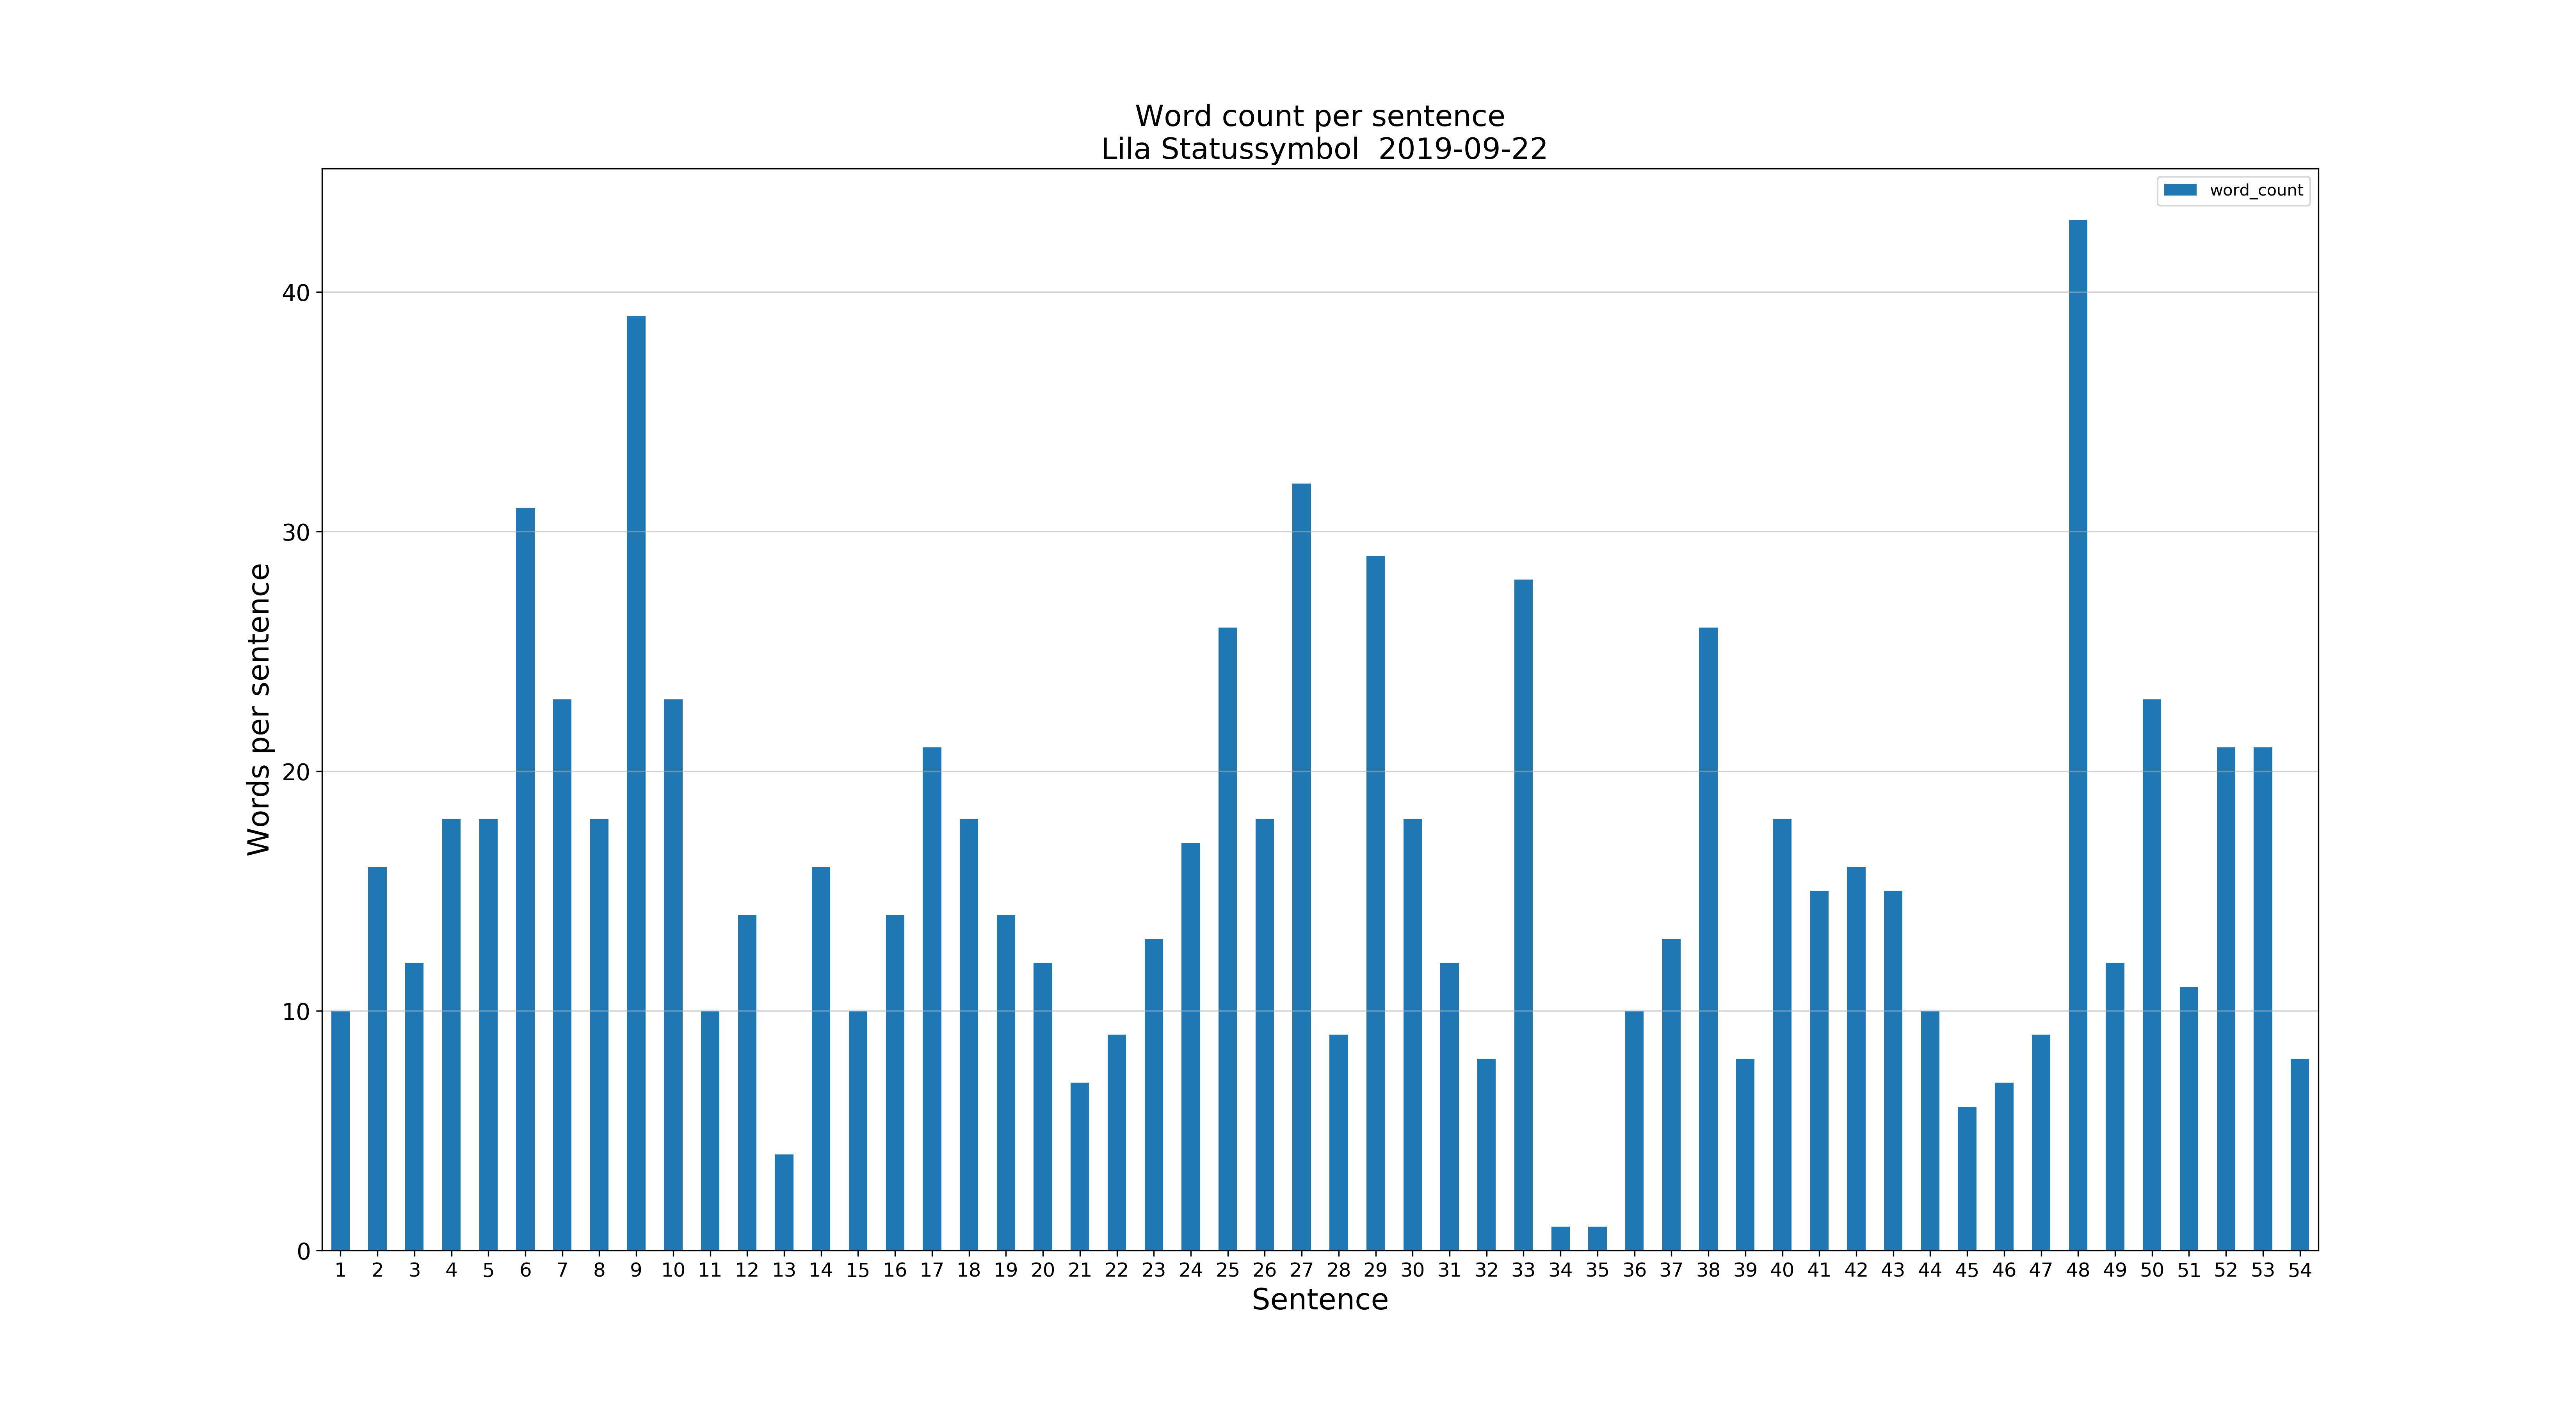 Word count per sentence
Lila Statussymbol  2019-09-22
word_count
40
30
20
10
0
Words per sentence
1 2 3 4 5 6 7 8 9 10 11 12 13 14 15 16 17 18 19 20 21 22 23 24 25 26 27 28 29 30 31 32 33 34 35 36 37 38 39 40 41 42 43 44 45 46 47 48 49 50 51 52 53 54
Sentence